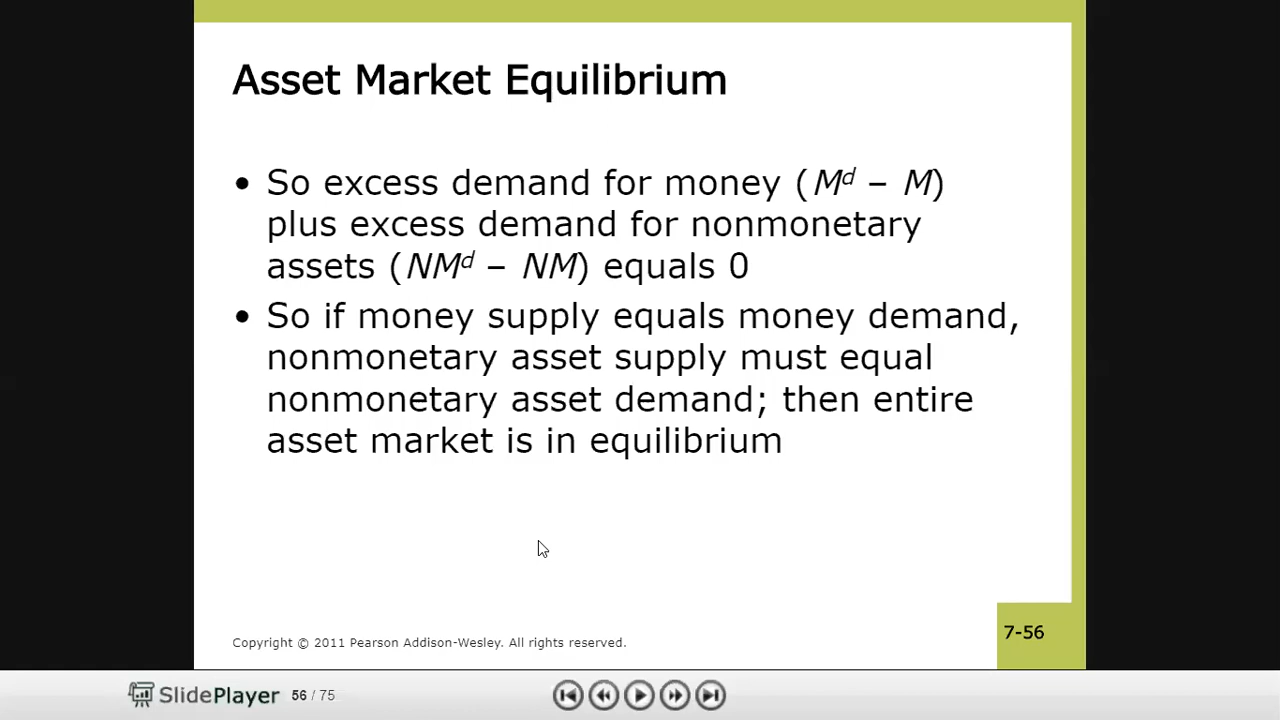 Asset Market Equilibrium
• So excess demand for money (Mᵈ – M)
plus excess demand for nonmonetary
assets (NMᵈ – NM) equals 0
• So if money supply equals money demand,
nonmonetary asset supply must equal
nonmonetary asset demand; then entire
asset market is in equilibrium
Copyright © 2011 Pearson Addison-Wesley. All rights reserved.
7-56
SlidePlayer 56 / 75